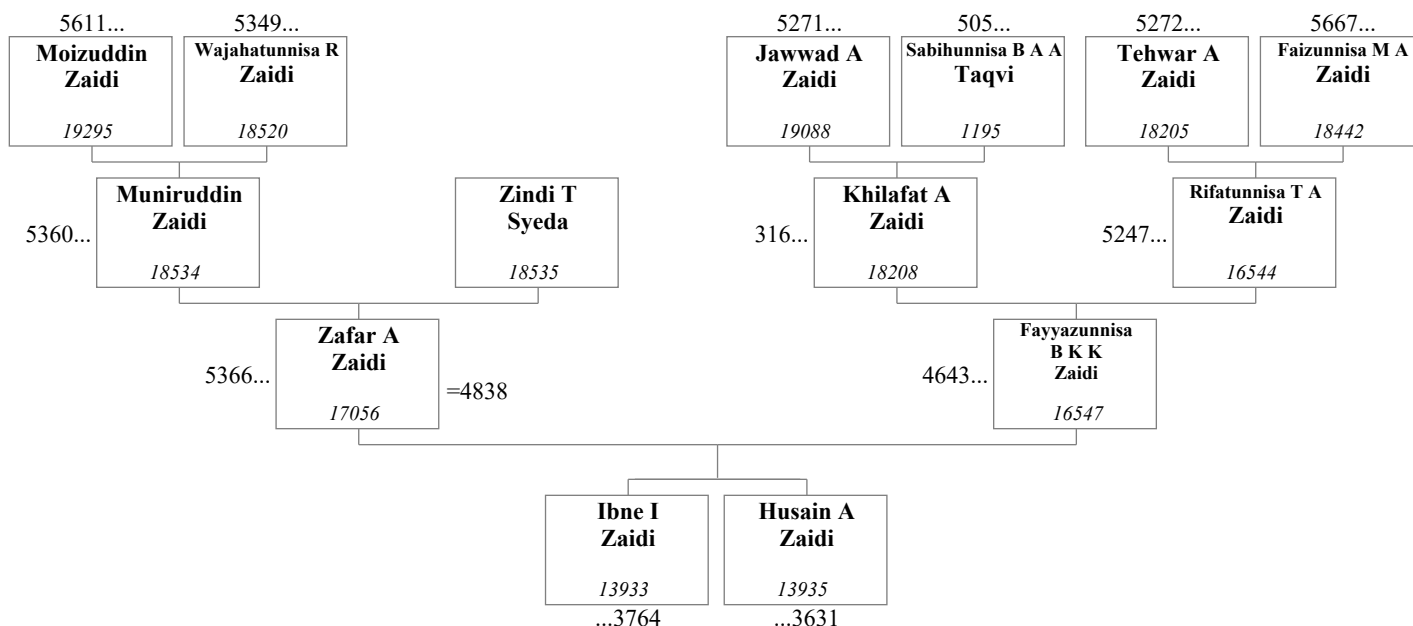 5611...
5349...
5271...
505...
5272...
5667...
Moizuddin
Zaidi
19295
Wajahatunnisa R
Zaidi
18520
Jawwad A
Zaidi
19088
Sabihunnisa B A A
Taqvi
1195
Tehwar A
Zaidi
18205
Faizunnisa M A
Zaidi
18442
5360...
Muniruddin
Zaidi
18534
Zindi T
Syeda
18535
316...
Khilafat A
Zaidi
18208
5247...
Rifatunnisa T A
Zaidi
16544
5366...
Zafar A
Zaidi
17056
=4838
4643...
Fayyazunnisa
B K K
Zaidi
16547
Ibne I
Zaidi
13933
...3764
Husain A
Zaidi
13935
...3631